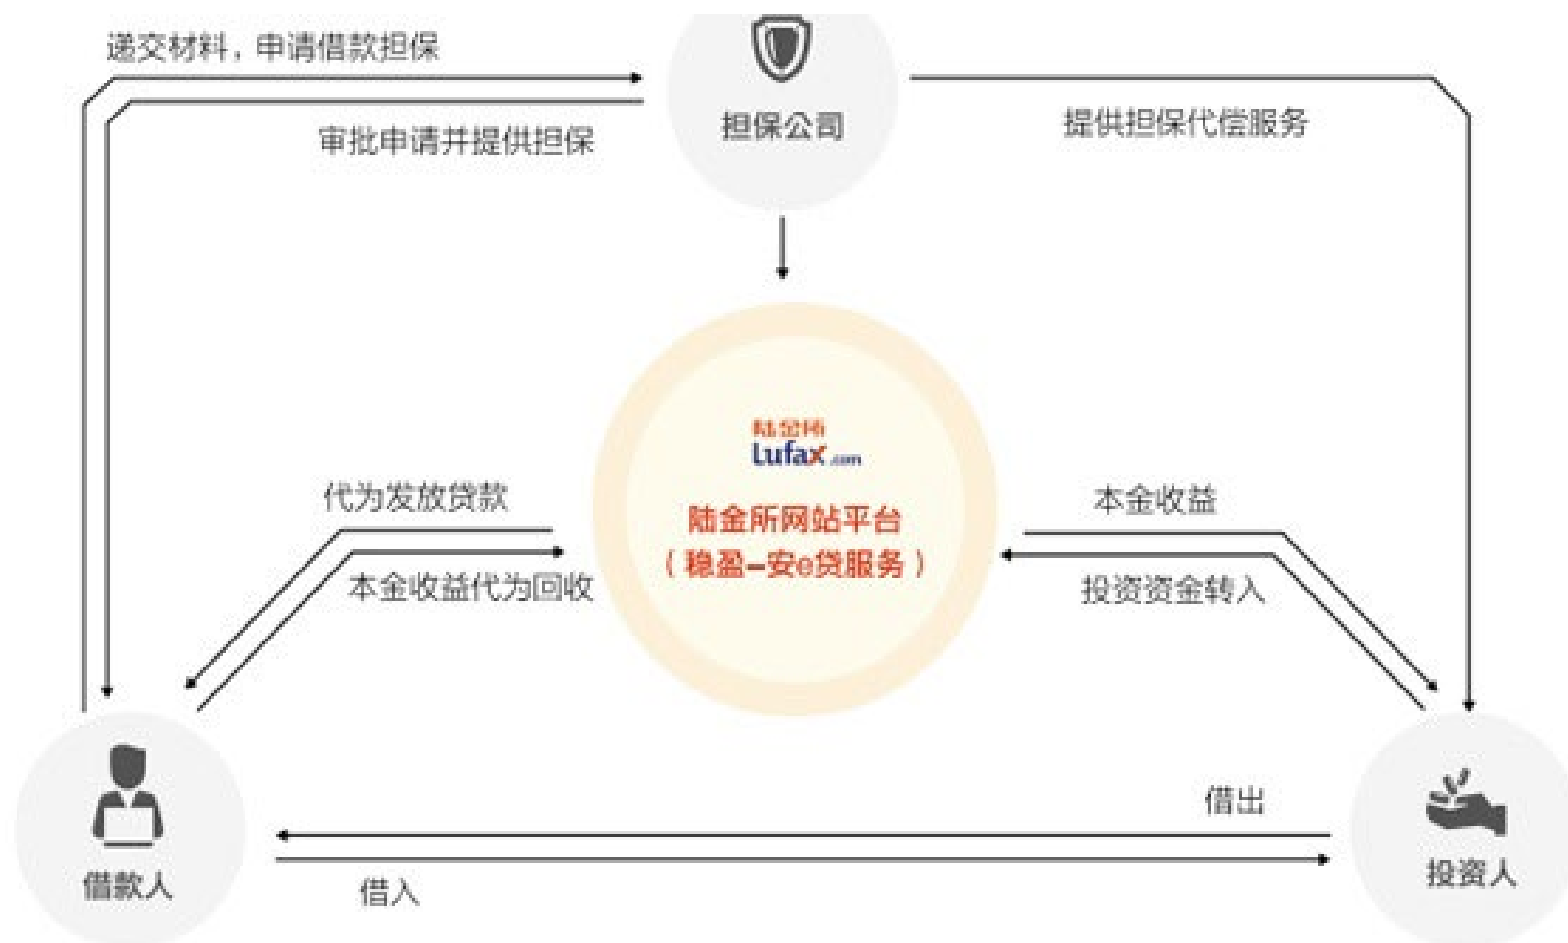 递交材料，申请借款担保
审批申请并提供担保
担保公司
提供担保代偿服务
陆金所
Lufax.com
陆金所网站平台
（稳盈-安e贷服务）
代为发放贷款
本金收益代为回收
本金收益
投资资金转入
借出
借入
借款人
投资人